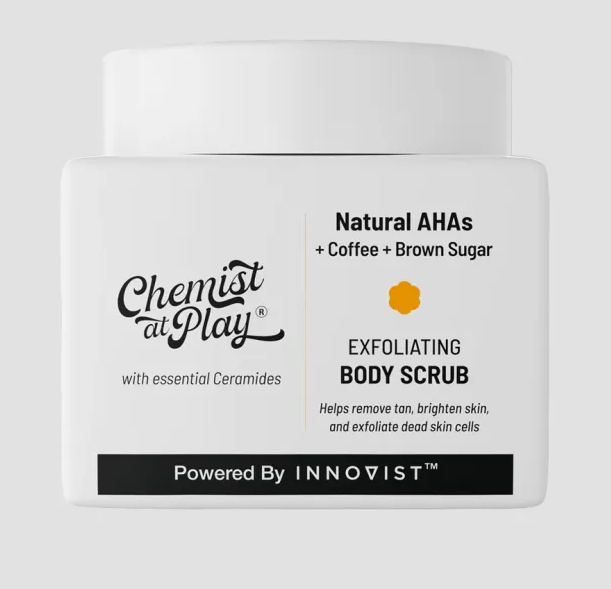 Chemist
at Play®
with essential Ceramides
Natural AHAs
+ Coffee + Brown Sugar
EXFOLIATING
BODY SCRUB
Helps remove tan, brighten skin,
and exfoliate dead skin cells
Powered By INNOVIST™